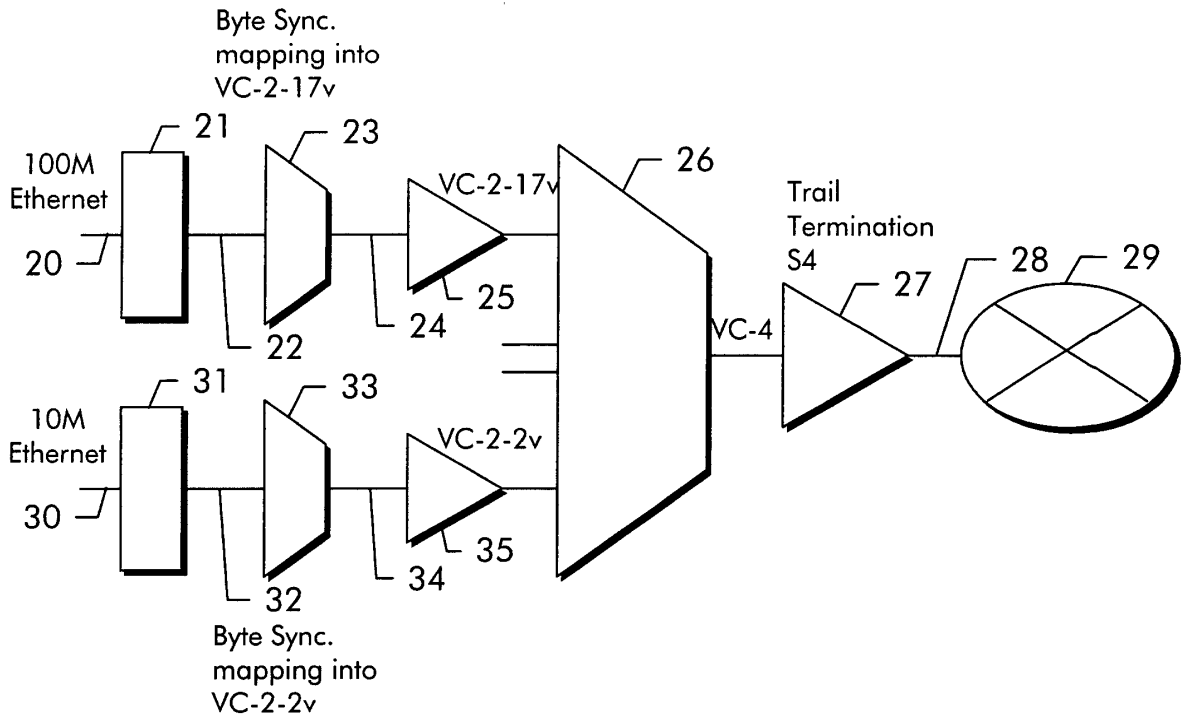 Byte Sync.
mapping into
VC-2-17v
21
23
26
100M
Ethernet
VC-2-17v
Trail
Termination
S4
20
25
27
28
29
22
24
VC-4
31
33
10M
Ethernet
VC-2-2v
30
35
32
34
Byte Sync.
mapping into
VC-2-2v